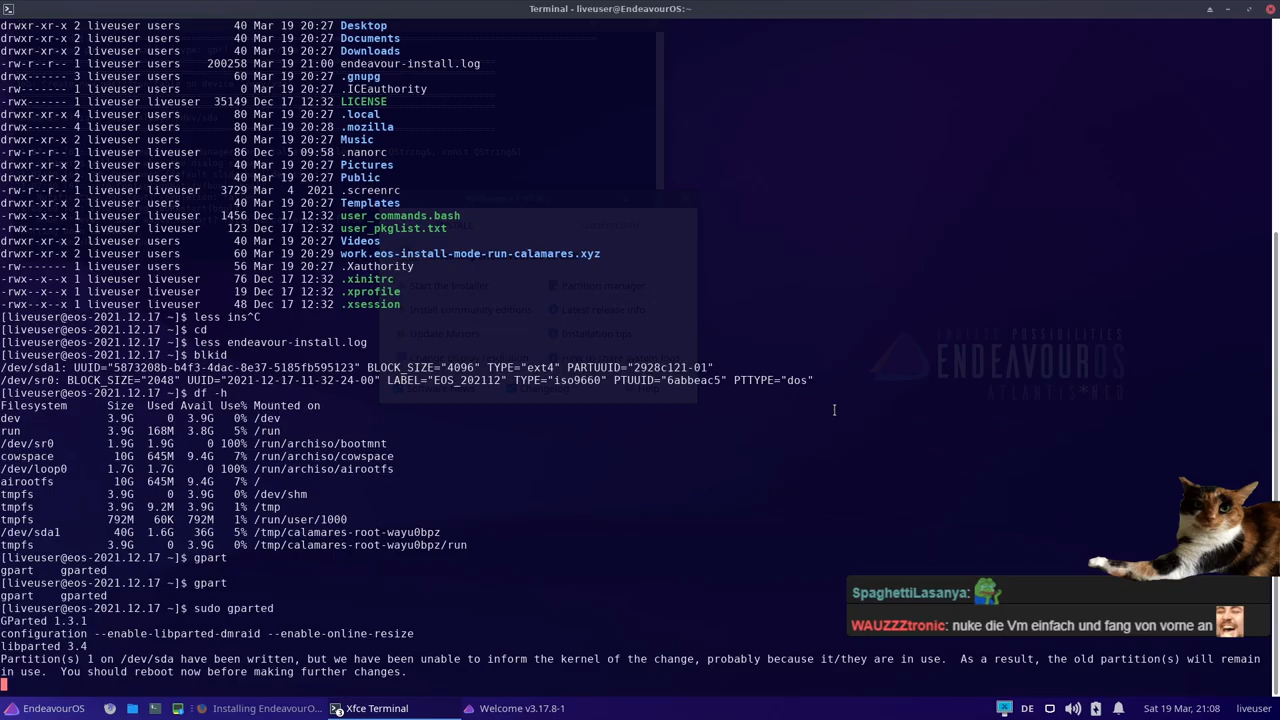 Terminal - liveuser@EndeavourOS:~
drwxr-xr-x 2 liveuser users        40 Mar 19 20:27 Desktop
drwxr-xr-x 2 liveuser users        40 Mar 19 20:27 Documents
drwxr-xr-x 2 liveuser users        40 Mar 19 20:27 Downloads
-rw-r--r-- 1 liveuser users    200258 Mar 19 21:00 endeavour-install.log
drwx------ 3 liveuser users        60 Mar 19 20:27 .gnupg
-rw------- 1 liveuser users         0 Mar 19 20:27 .ICEauthority
-rwx------ 1 liveuser liveuser  35149 Dec 17 12:32 LICENSE
drwxr-xr-x 4 liveuser users        80 Mar 19 20:27 .local
drwx------ 4 liveuser users        80 Mar 19 20:28 .mozilla
drwxr-xr-x 2 liveuser users        40 Mar 19 20:27 Music
-rw-r--r-- 1 liveuser liveuser     86 Dec  5 09:58 .nanorc
drwxr-xr-x 2 liveuser users        40 Mar 19 20:27 Pictures
drwxr-xr-x 2 liveuser users        40 Mar 19 20:27 Public
-rw-r--r-- 1 liveuser liveuser   3729 Mar  4  2021 .screenrc
drwxr-xr-x 2 liveuser users        40 Mar 19 20:27 Templates
-rwx--x--x 1 liveuser liveuser   1456 Dec 17 12:32 user_commands.bash
-rwx------ 1 liveuser liveuser    123 Dec 17 12:32 user_pkglist.txt
drwxr-xr-x 2 liveuser users        40 Mar 19 20:27 Videos
drwxr-xr-x 2 liveuser users        60 Mar 19 20:29 work.eos-install-mode-run-calamares.xyz
-rw------- 1 liveuser users        56 Mar 19 20:27 .Xauthority
-rwx--x--x 1 liveuser liveuser     76 Dec 17 12:32 .xinitrc
-rwx--x--x 1 liveuser liveuser     19 Dec 17 12:32 .xprofile
-rwx--x--x 1 liveuser liveuser     48 Dec 17 12:32 .xsession
[liveuser@eos-2021.12.17 ~]$ less ins^C
[liveuser@eos-2021.12.17 ~]$ cd
[liveuser@eos-2021.12.17 ~]$ less endeavour-install.log
[liveuser@eos-2021.12.17 ~]$ blkid
/dev/sda1: UUID="5873208b-b4f3-4dac-8e37-5185fb595123" BLOCK_SIZE="4096" TYPE="ext4" PARTUUID="2928c121-01"
/dev/sr0: BLOCK_SIZE="2048" UUID="2021-12-17-11-32-24-00" LABEL="EOS_202112" TYPE="iso9660" PTUUID="6abbeac5" PTTYPE="dos"
[liveuser@eos-2021.12.17 ~]$ df -h
Filesystem      Size  Used Avail Use% Mounted on
dev             3.9G     0  3.9G   0% /dev
run             3.9G  168M  3.8G   5% /run
/dev/sr0        1.9G  1.9G     0 100% /run/archiso/bootmnt
cowspace         10G  645M  9.4G   7% /run/archiso/cowspace
/dev/loop0      1.7G  1.7G     0 100% /run/archiso/airootfs
airootfs         10G  645M  9.4G   7% /
tmpfs           3.9G     0  3.9G   0% /dev/shm
tmpfs           3.9G  9.2M  3.9G   1% /tmp
tmpfs           792M   60K  792M   1% /run/user/1000
/dev/sda1        40G  1.6G   36G   5% /tmp/calamares-root-wayu0bpz
tmpfs           3.9G     0  3.9G   0% /tmp/calamares-root-wayu0bpz/run
[liveuser@eos-2021.12.17 ~]$ gpart
gpart    gparted
[liveuser@eos-2021.12.17 ~]$ gpart
gpart    gparted
[liveuser@eos-2021.12.17 ~]$ sudo gparted
GParted 1.3.1
configuration --enable-libparted-dmraid --enable-online-resize
libparted 3.4
Partition(s) 1 on /dev/sda have been written, but we have been unable to inform the kernel of the change, probably because it/they are in use.  As a result, the old partition(s) will remain
in use.  You should reboot now before making further changes.
Start the Installer
Partition manager
Install community editions
Latest release info
Update Mirrors
Installation tips
POSSIBILITIES
ENDEAVOUROS
SpaghettiLasanya:
WAUZZZtronic: nuke die Vm einfach und fang von vorne an
EndeavourOS
Installing EndeavourO...
3
Xfce Terminal
Welcome v3.17.8-1
DE
Sat 19 Mar, 21:08
liveuser